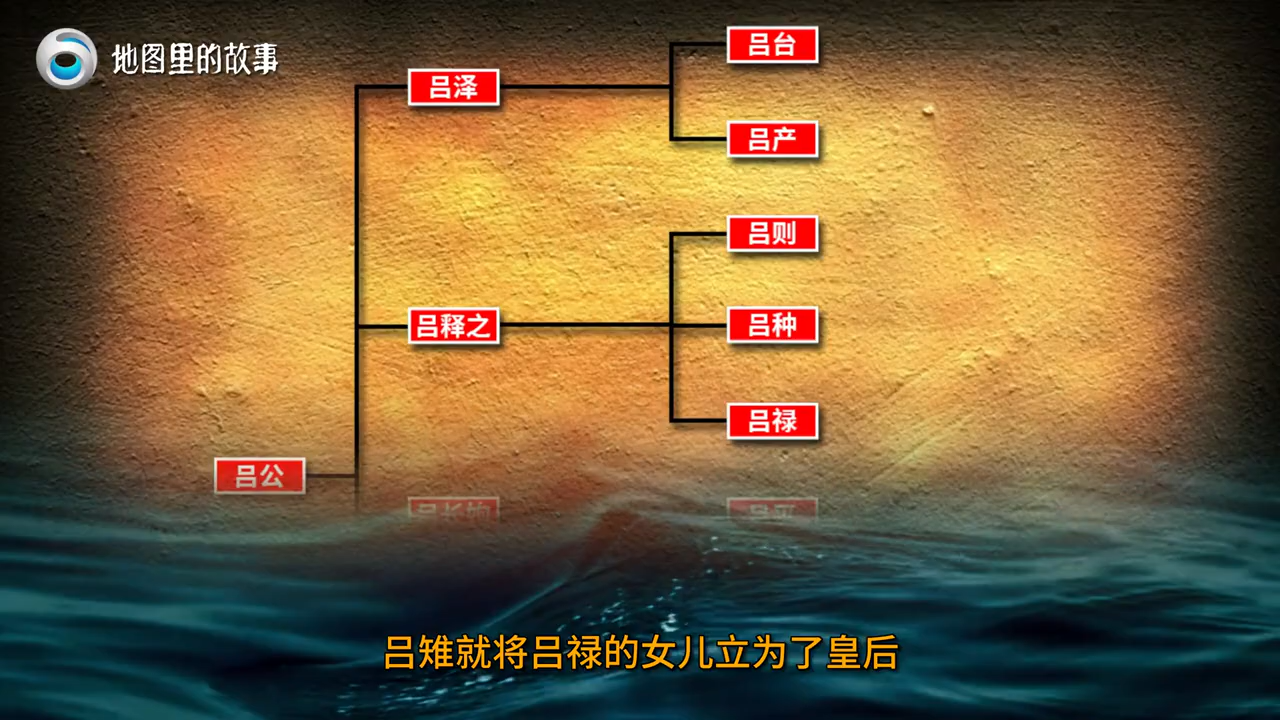 地图里的故事
吕台
吕泽
吕产
吕则
吕释之
吕种
吕禄
吕公
吕雉就将吕禄的女儿立为了皇后